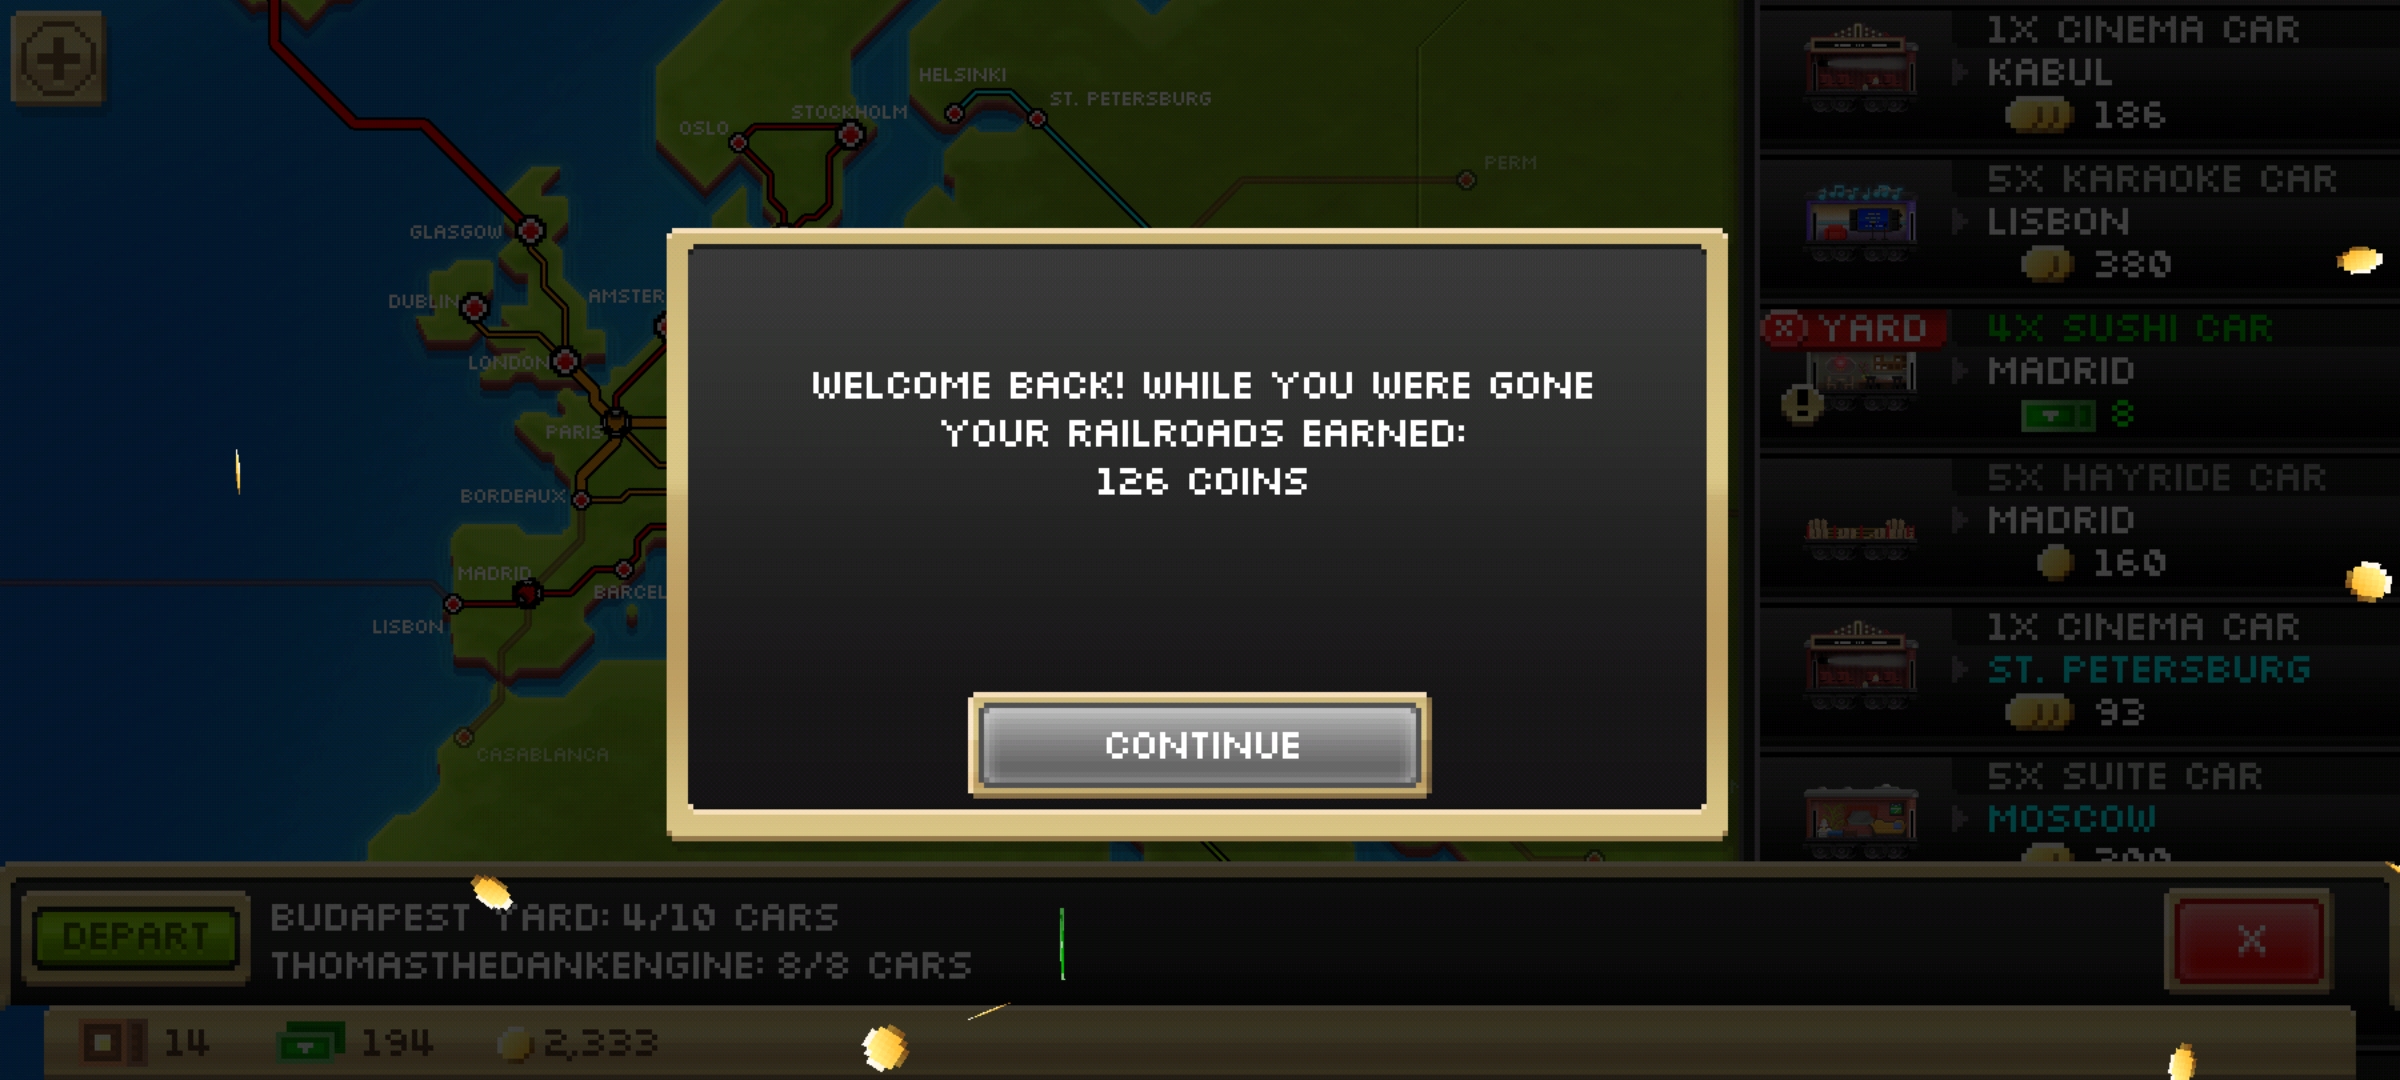 HELSINKI
ST. PETERSBURG
STOCKHOLM
OSLO
PERM
GLASGOW
DUBLIN
AMSTER
LONDON
PARIS
BORDEAUX
MADRID
BARCEL
LISBON
CASABLANCA
WELCOME BACK! WHILE YOU WERE GONE
YOUR RAILROADS EARNED:
126 COINS
CONTINUE
1X CINEMA CAR
KABUL
186
5X KARAOKE CAR
LISBON
380
X YARD
4X SUSHI CAR
MADRID
8
5X HAYRIDE CAR
MADRID
160
1X CINEMA CAR
ST. PETERSBURG
93
5X SUITE CAR
MOSCOW
300
DEPART
BUDAPEST YARD: 4/10 CARS
THOMASTHEDANKENGINE: 8/8 CARS
X
14
194
2,333